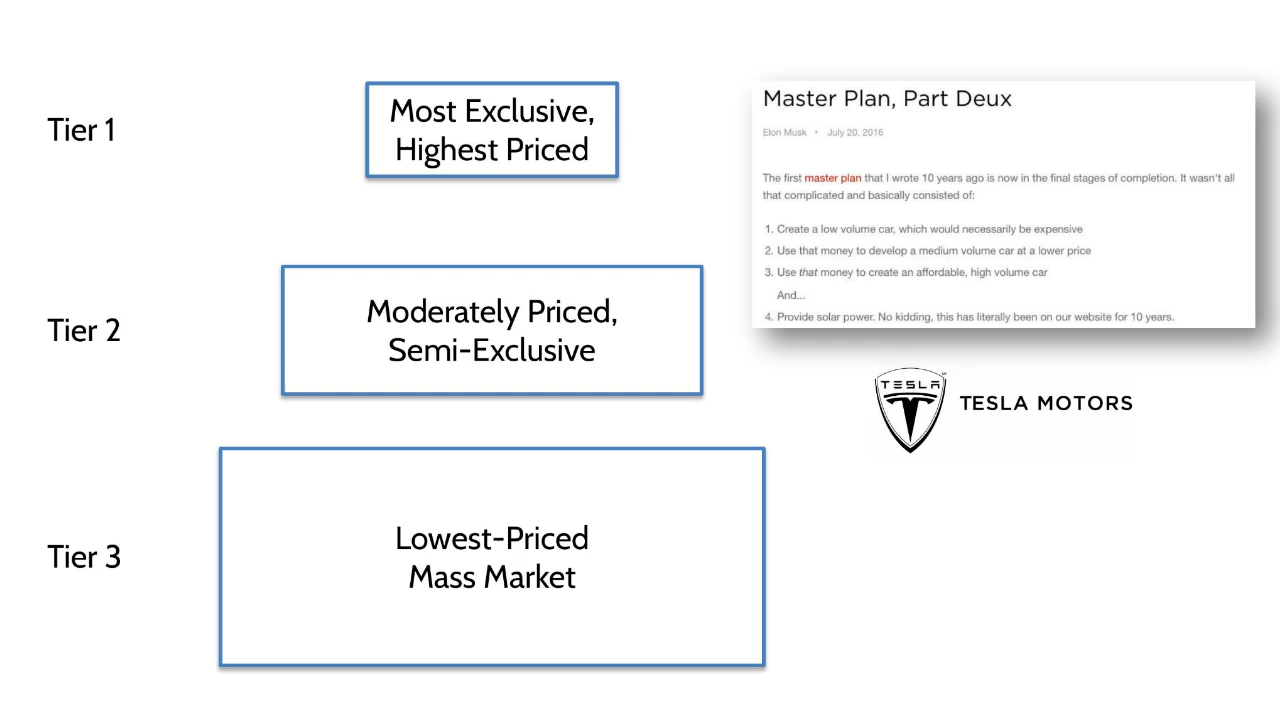 Tier 1
Most Exclusive,
Highest Priced
Tier 2
Moderately Priced,
Semi-Exclusive
Tier 3
Lowest-Priced
Mass Market
Master Plan, Part Deux
Elon Musk • July 20, 2016
The first master plan that I wrote 10 years ago is now in the final stages of completion. It wasn't all
that complicated and basically consisted of:
1. Create a low volume car, which would necessarily be expensive
2. Use that money to develop a medium volume car at a lower price
3. Use that money to create an affordable, high volume car
And...
4. Provide solar power. No kidding, this has literally been on our website for 10 years.
TESLA
TESLA MOTORS